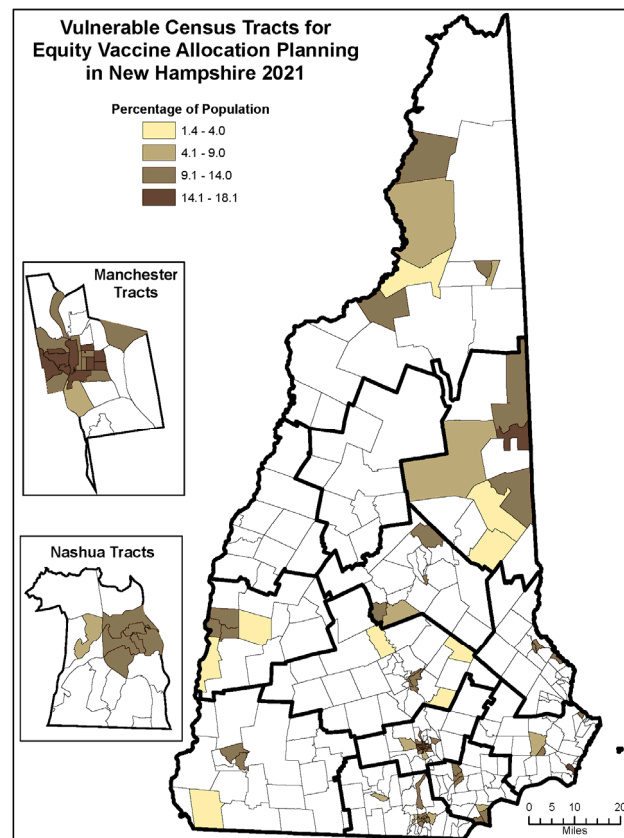 Vulnerable Census Tracts for
Equity Vaccine Allocation Planning
in New Hampshire 2021
Percentage of Population
1.4 - 4.0
4.1 - 9.0
9.1 - 14.0
14.1 - 18.1
Manchester
Tracts
Nashua Tracts
0 5 10 20
Miles